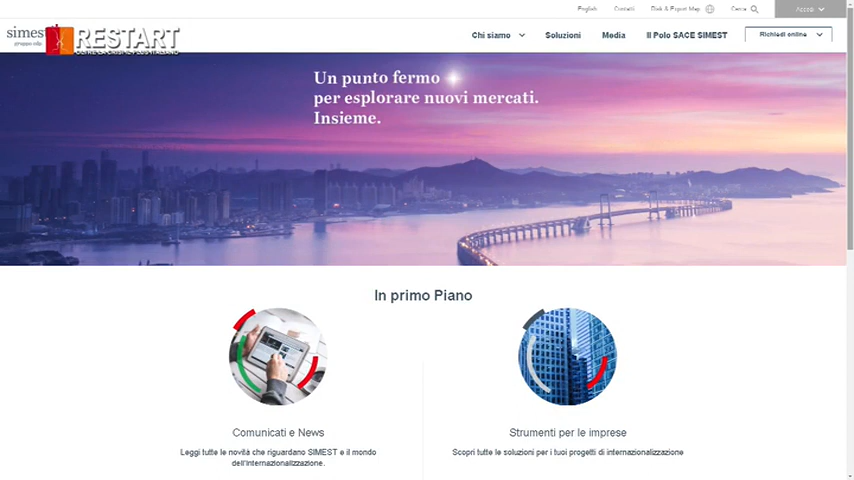 English
Contatti
Risk & Export Map
Cerca
Accedi
simest
gruppo cdp
RESTART
Chi siamo
Soluzioni
Media
Il Polo SACE SIMEST
Richiedi online
Un punto fermo
per esplorare nuovi mercati.
Insieme.
In primo Piano
Comunicati e News
Strumenti per le imprese
Leggi tutte le novità che riguardano SIMEST e il mondo
dell'internazionalizzazione.
Scopri tutte le soluzioni per i tuoi progetti di internazionalizzazione